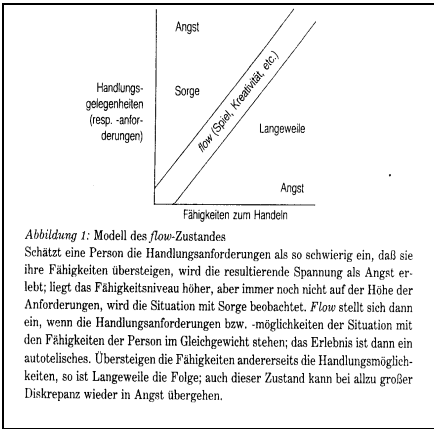 Angst
Handlungs-
gelegenheiten
(resp. -anfor-
derungen)
Sorge
flow (Spiel, Kreativität, etc.)
Langeweile
Angst
Fähigkeiten zum Handeln
Abbildung 1: Modell des flow-Zustandes
Schätzt eine Person die Handlungsanforderungen als so schwierig ein, daß sie
ihre Fähigkeiten übersteigen, wird die resultierende Spannung als Angst er-
lebt; liegt das Fähigkeitsniveau höher, aber immer noch nicht auf der Höhe der
Anforderungen, wird die Situation mit Sorge beobachtet. Flow stellt sich dann
ein, wenn die Handlungsanforderungen bzw. -möglichkeiten der Situation mit
den Fähigkeiten der Person im Gleichgewicht stehen; das Erlebnis ist dann ein
autotelisches. Übersteigen die Fähigkeiten andererseits die Handlungsmöglich-
keiten, so ist Langeweile die Folge; auch dieser Zustand kann bei allzu großer
Diskrepanz wieder in Angst übergehen.